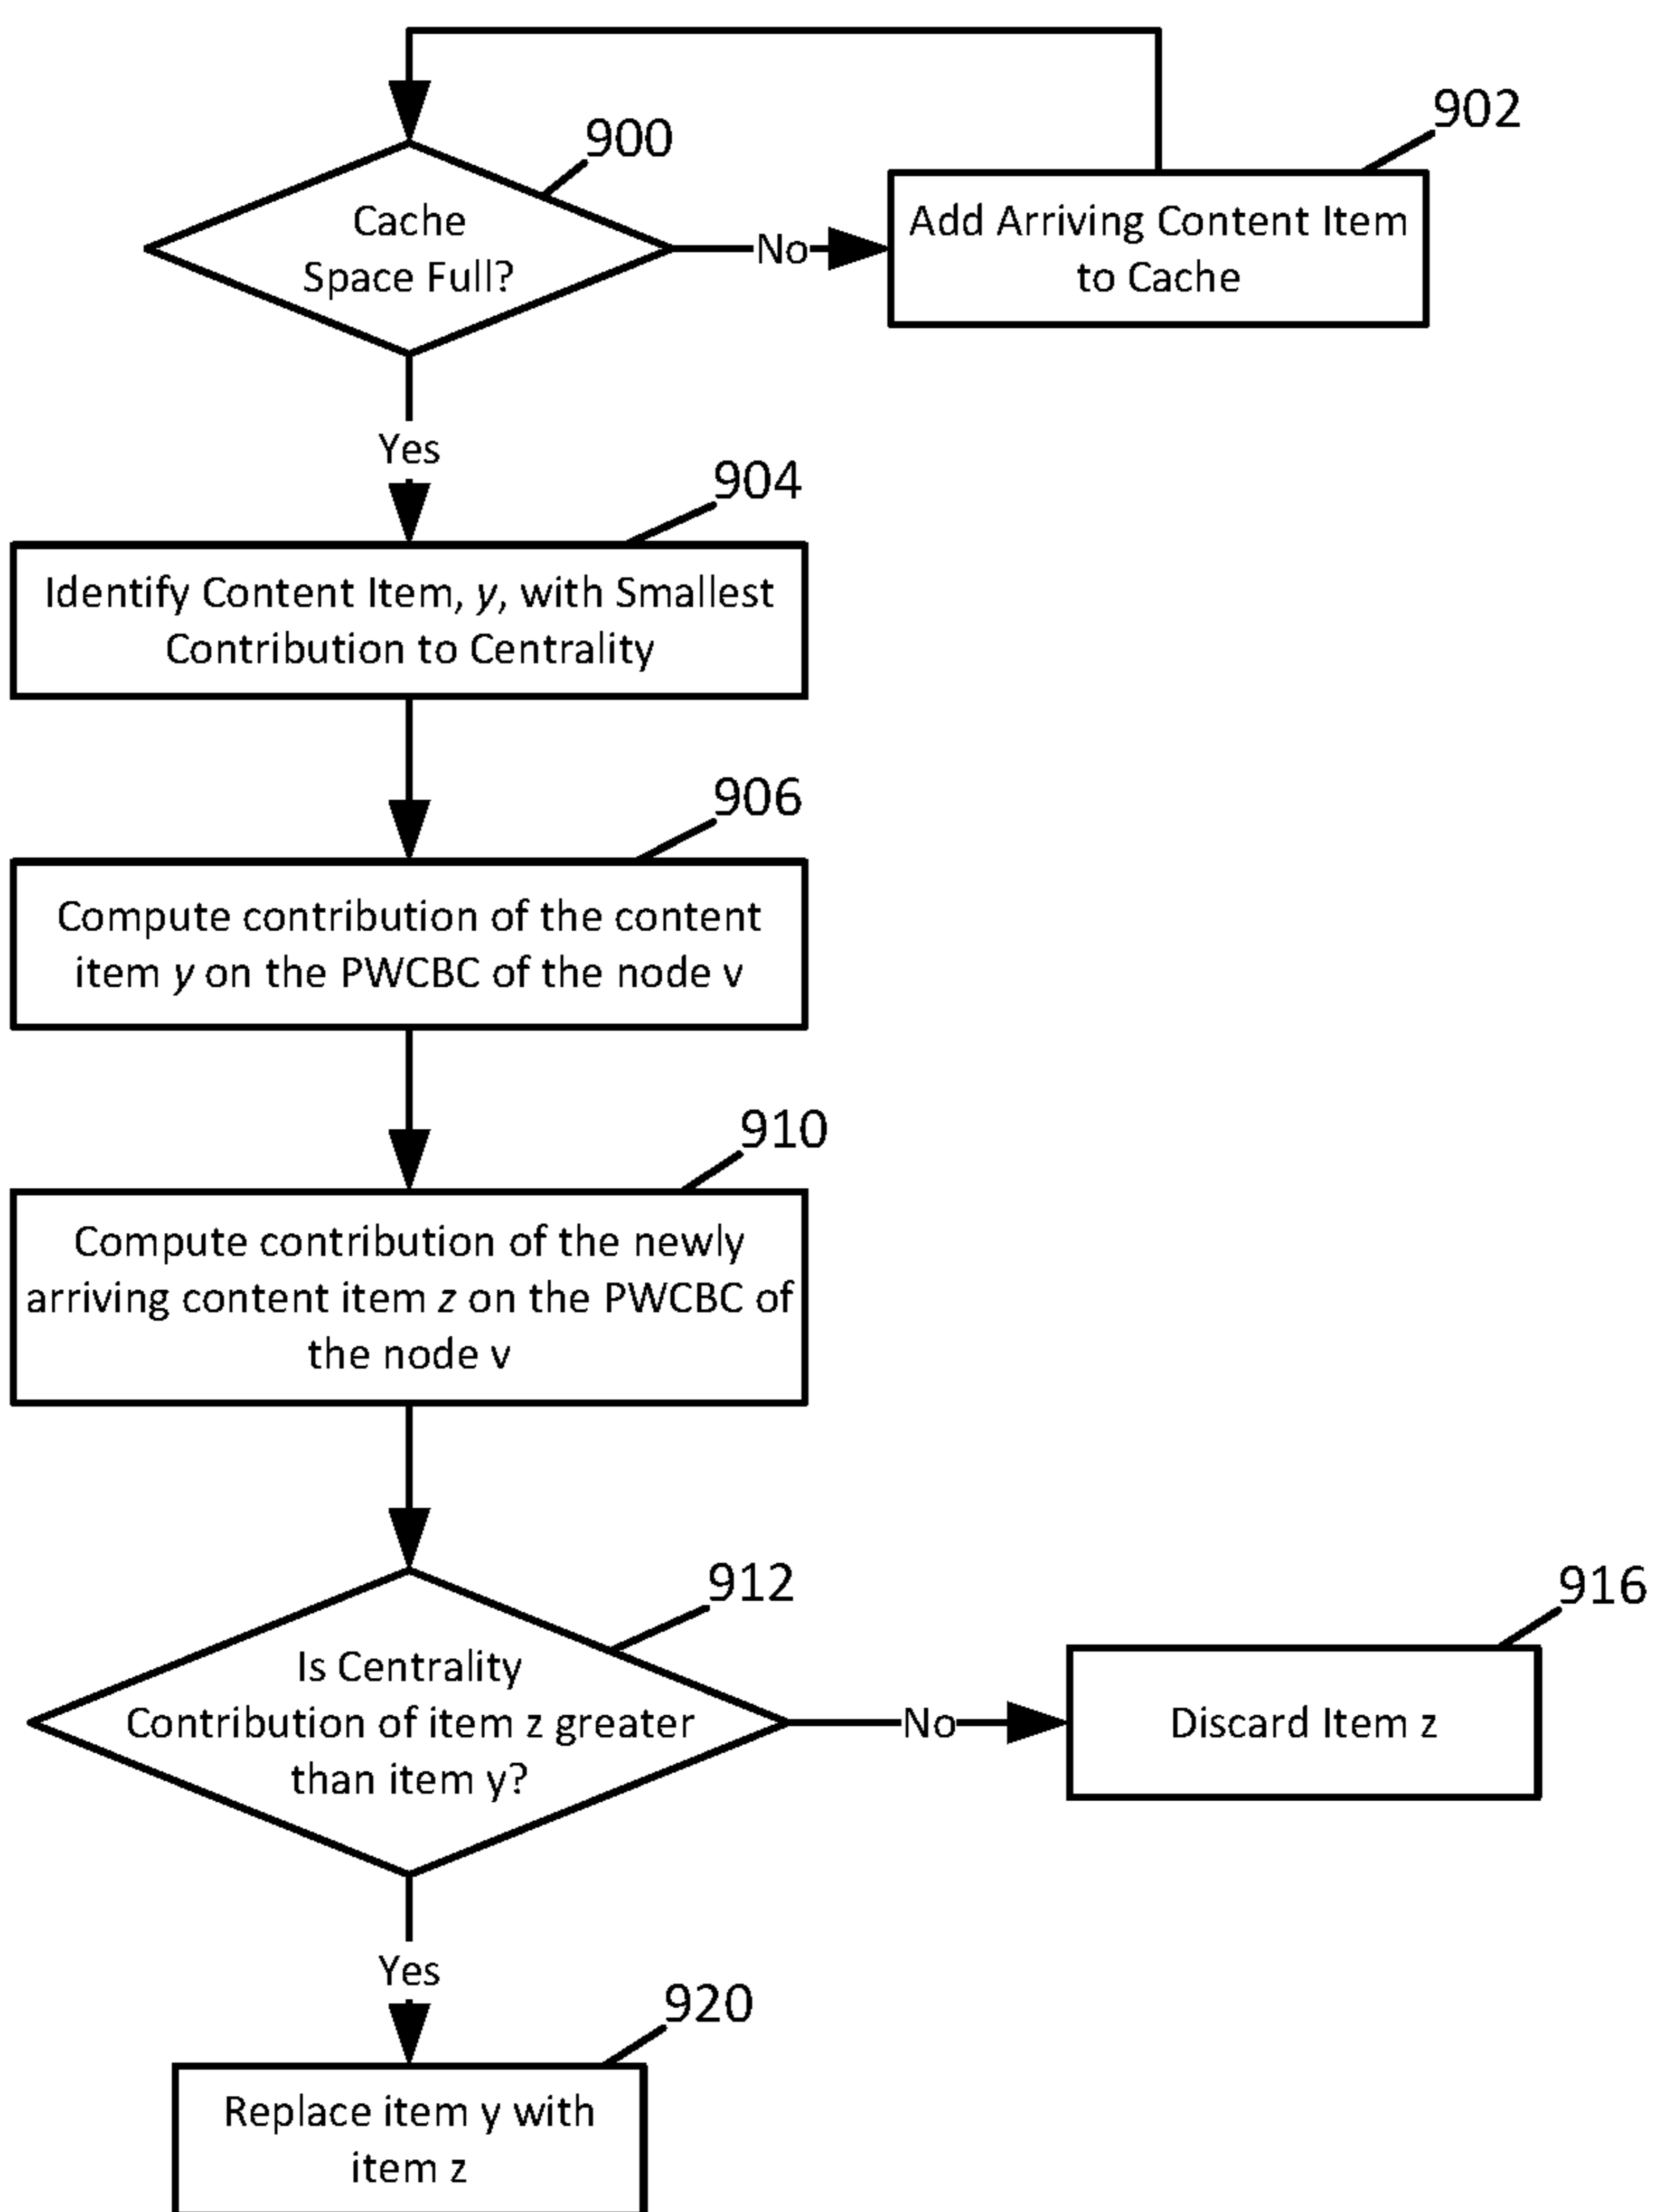 900
902
Cache
Space Full?
No
Add Arriving Content Item
to Cache
Yes
904
Identify Content Item, y, with Smallest
Contribution to Centrality
906
Compute contribution of the content
item y on the PWCBC of the node v
910
Compute contribution of the newly
arriving content item z on the PWCBC of
the node v
912
916
Is Centrality
Contribution of item z greater
than item y?
No
Discard Item z
Yes
920
Replace item y with
item z